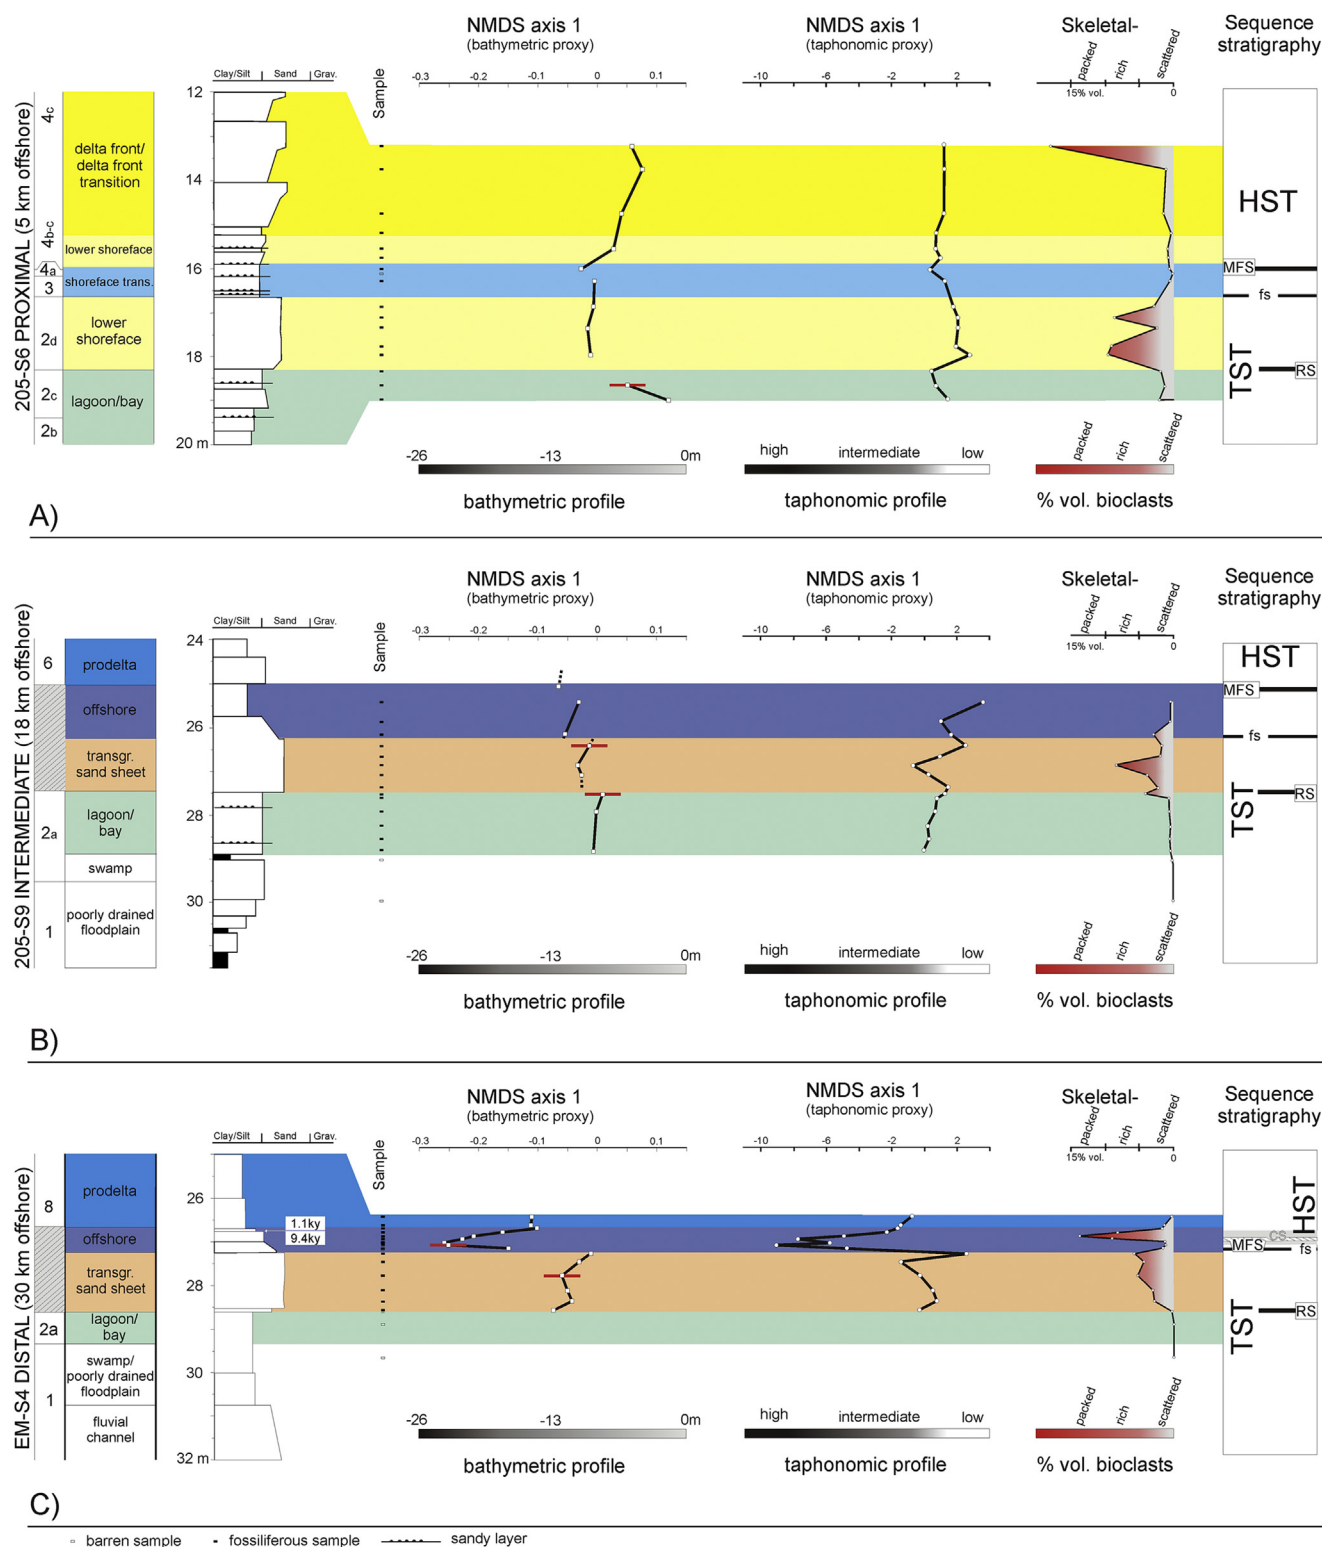 NMDS axis 1
(bathymetric proxy)
NMDS axis 1
(taphonomic proxy)
Skeletal-
packed
rich
scattered
Sequence
stratigraphy
Clay/Silt | Sand | Grav.
Sample
-0.3 -0.1 0 0.1
-10 -6 -2 2
15% vol. 0
205-S6 PROXIMAL (5 km offshore)
4c
4b-c
4a
3
2d
2c
2b
delta front/
delta front
transition
lower shoreface
shoreface trans.
lower
shoreface
lagoon/bay
12
14
16
18
20 m
HST
MFS
fs
TST
RS
-26 -13 0m
bathymetric profile
high intermediate low
taphonomic profile
packed
rich
scattered
% vol. bioclasts
A)
NMDS axis 1
(bathymetric proxy)
NMDS axis 1
(taphonomic proxy)
Skeletal-
packed
rich
scattered
Sequence
stratigraphy
Clay/Silt | Sand | Grav.
Sample
-0.3 -0.1 0 0.1
-10 -6 -2 2
15% vol. 0
205-S9 INTERMEDIATE (18 km offshore)
6
2a
1
prodelta
offshore
transgr.
sand sheet
lagoon/
bay
swamp
poorly drained
floodplain
24
26
28
30
HST
MFS
fs
TST
RS
-26 -13 0m
bathymetric profile
high intermediate low
taphonomic profile
packed
rich
scattered
% vol. bioclasts
B)
NMDS axis 1
(bathymetric proxy)
NMDS axis 1
(taphonomic proxy)
Skeletal-
packed
rich
scattered
Sequence
stratigraphy
Clay/Silt | Sand | Grav.
Sample
-0.3 -0.1 0 0.1
-10 -6 -2 2
15% vol. 0
EM-S4 DISTAL (30 km offshore)
8
2a
1
prodelta
offshore
transgr.
sand sheet
lagoon/
bay
swamp/
poorly drained
floodplain
fluvial
channel
26
28
30
32 m
1.1ky
9.4ky
HST
CS
MFS
fs
TST
RS
-26 -13 0m
bathymetric profile
high intermediate low
taphonomic profile
packed
rich
scattered
% vol. bioclasts
C)
barren sample fossiliferous sample sandy layer